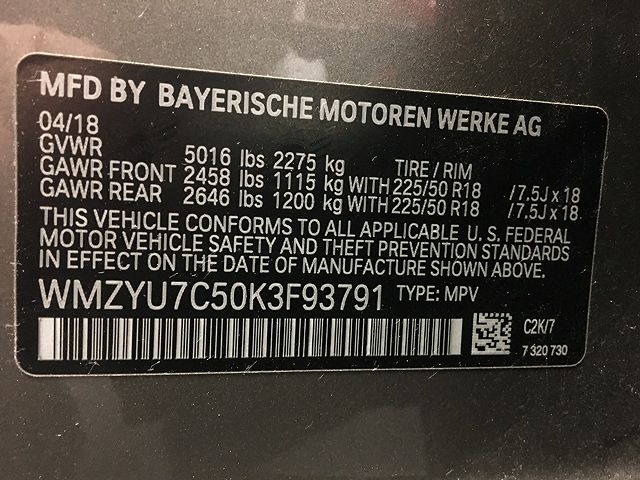 MFD BY BAYERISCHE MOTOREN WERKE AG
04/18
GVWR 5016 lbs 2275 kg TIRE / RIM
GAWR FRONT 2458 lbs 1115 kg WITH 225/50 R18 /7.5J x 18
GAWR REAR 2646 lbs 1200 kg WITH 225/50 R18 /7.5J x 18
THIS VEHICLE CONFORMS TO ALL APPLICABLE U. S. FEDERAL
MOTOR VEHICLE SAFETY AND THEFT PREVENTION STANDARDS
IN EFFECT ON THE DATE OF MANUFACTURE SHOWN ABOVE.
WMZYU7C50K3F93791 TYPE: MPV
C2K/7
7 320 730